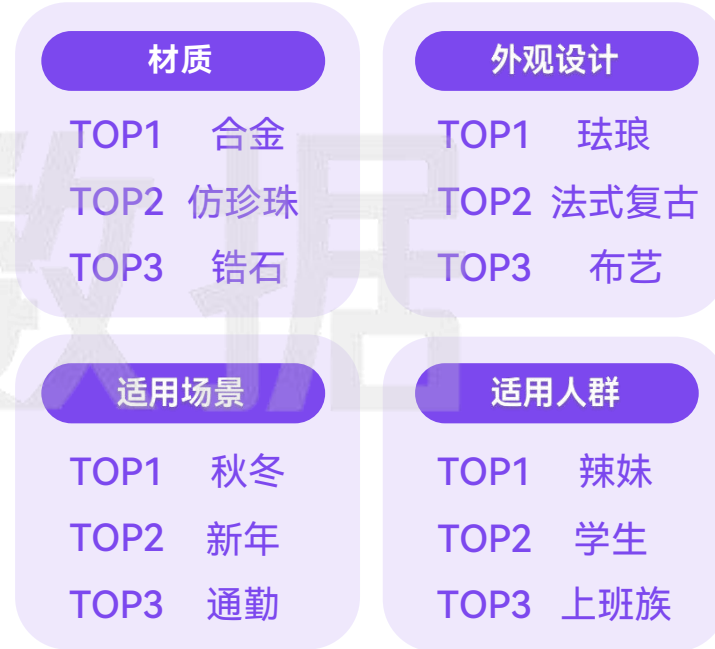 材质
TOP1 合金
TOP2 仿珍珠
TOP3 锆石
外观设计
TOP1 珐琅
TOP2 法式复古
TOP3 布艺
适用场景
TOP1 秋冬
TOP2 新年
TOP3 通勤
适用人群
TOP1 辣妹
TOP2 学生
TOP3 上班族
数据